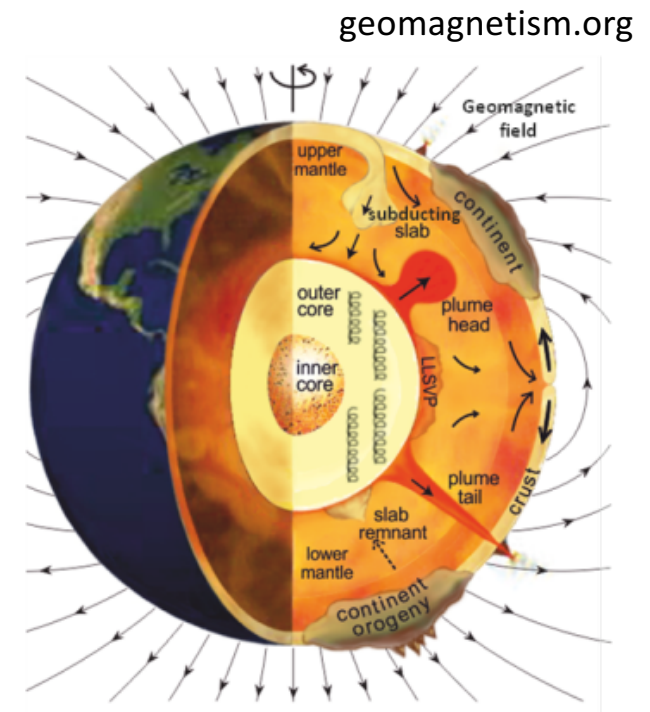 geomagnetism.org
Geomagnetic
field
upper
mantle
continent
subducting
slab
outer
core
plume
head
inner
core
LLSVP
plume
tail
crust
slab
remnant
lower
mantle
continent
orogeny